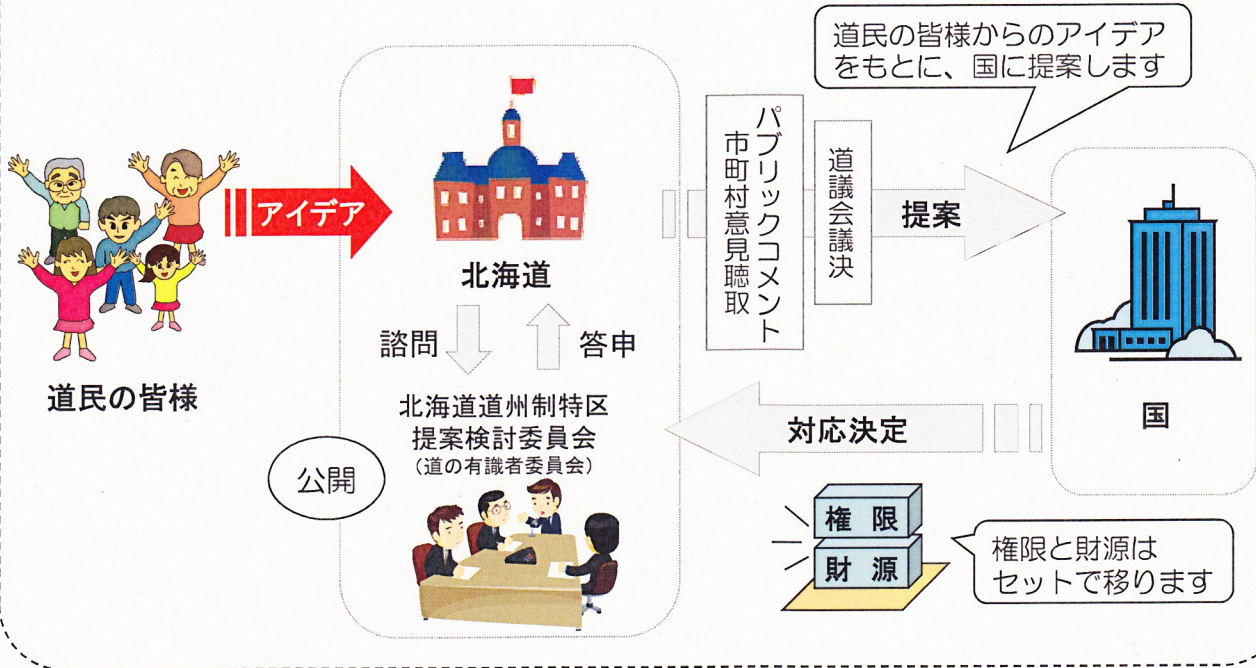 道民の皆様からのアイデア
をもとに、国に提案します
アイデア
道民の皆様
北海道
諮問
答申
北海道道州制特区
提案検討委員会
（道の有識者委員会）
公開
パブリックコメント
市町村意見聴取
道議会議決
提案
国
対応決定
権限
財源
権限と財源は
セットで移ります